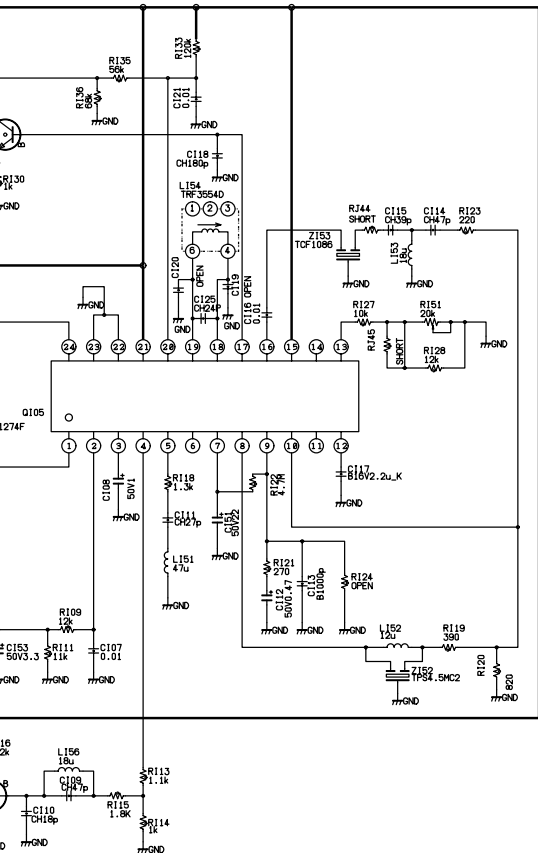 RI33
120k
RI35
56k
RI36
68k
GND
CI21
0.01
GND
B
CI18
CH180p
GND
RI30
1k
GND
LI54
TRF3554D
1 2 3
6 4
CI20
OPEN
CI19
OPEN
GND
CI25
CH24P
GND
CI16
0.01
GND
RJ44
SHORT
CI15
CH39p
CI14
CH47p
RI23
220
ZI53
TCF1086
LI53
18u
GND
RI27
10k
RI51
20k
RJ45
SHORT
RI28
12k
GND
24 23 22 21 20 19 18 17 16 15 14 13
QI05
1274F
1 2 3 4 5 6 7 8 9 10 11 12
CI08
50V1
GND
RI18
1.3k
CI11
CH27p
LI51
47u
GND
CI51
50V22
GND
RI22
4.7M
CI17
B16V2.2u_K
GND
RI21
270
CI12
50V0.47
GND
CI13
B1000p
GND
RI24
OPEN
GND
RI09
12k
CI53
50V3.3
GND
RI11
11k
GND
CI07
0.01
GND
LI52
12u
RI19
390
ZI52
TPS4.5MC2
GND
RI20
820
GND
16
2k
B
LI56
18u
CI09
CH47p
CI10
CH18p
GND
RI15
1.8K
RI13
1.1k
RI14
1k
GND